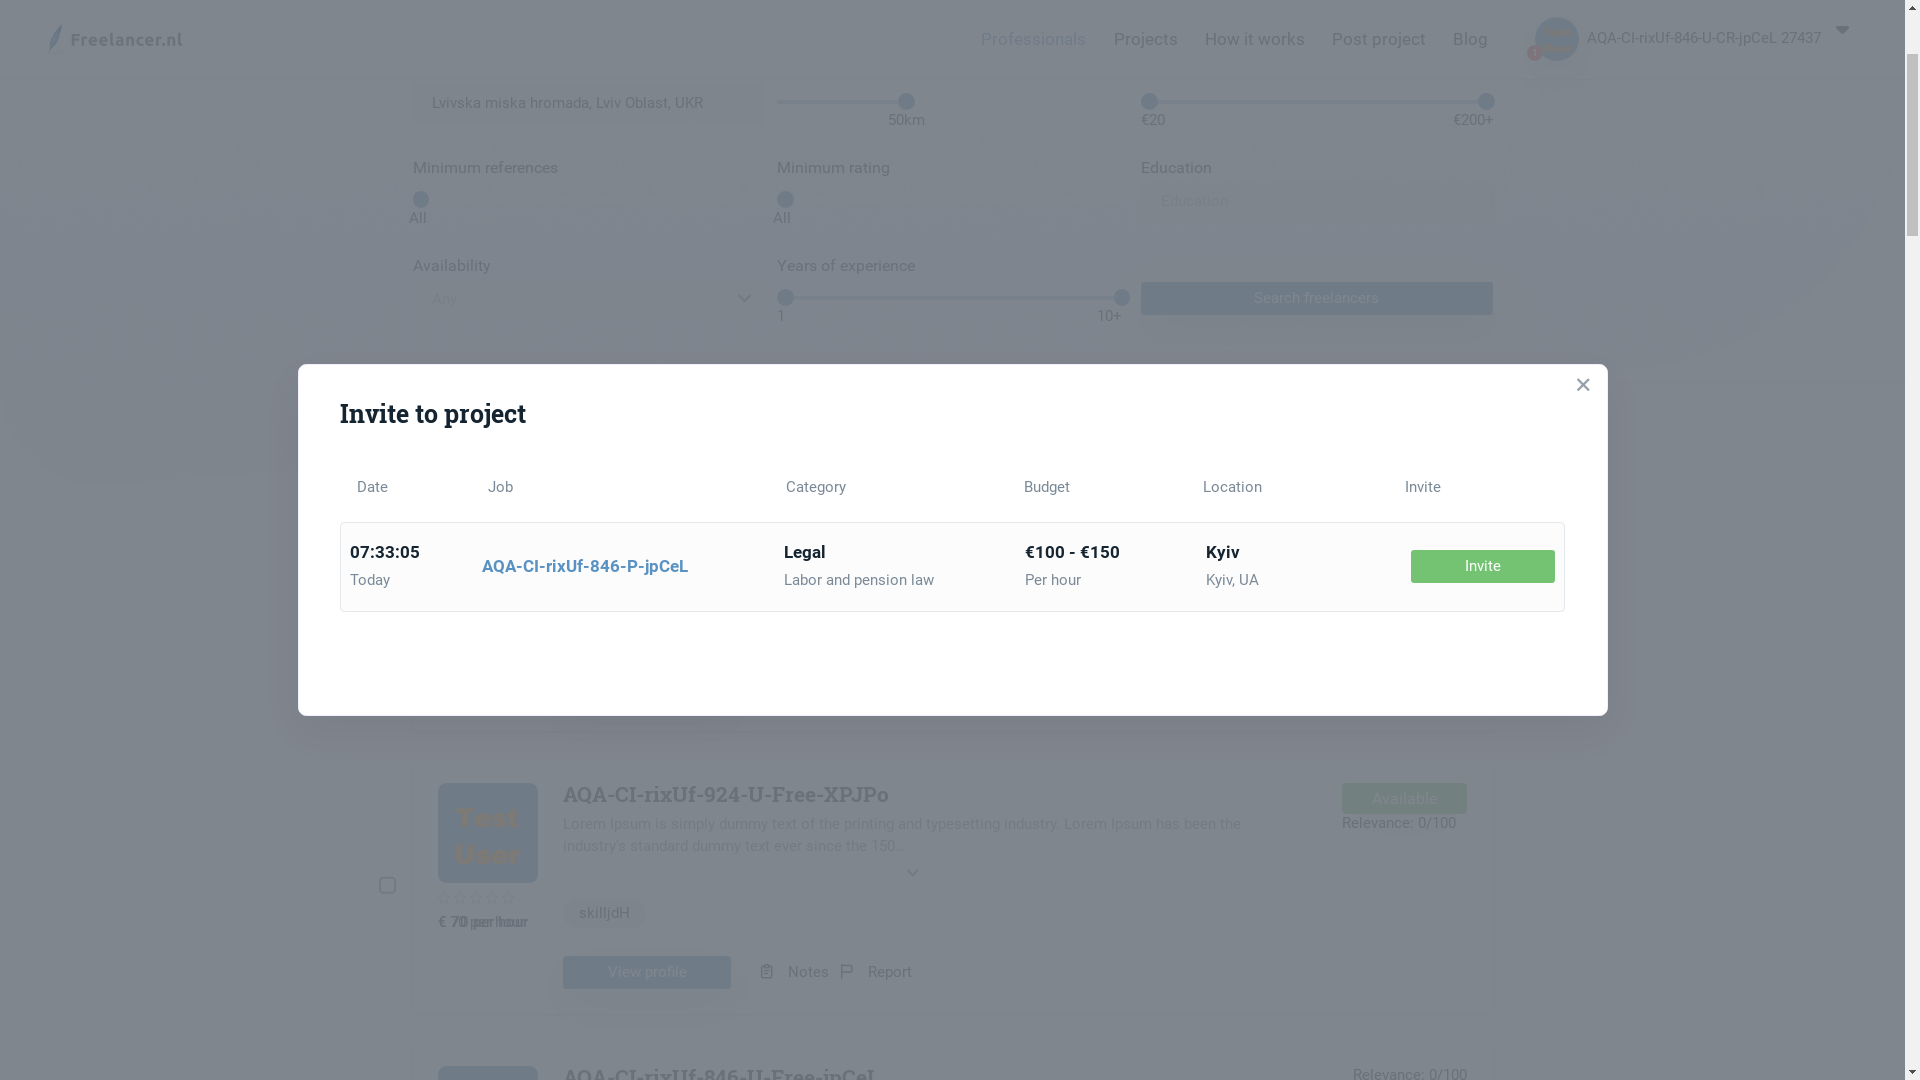 Freelancer.nl
Professionals
Projects
How it works
Post project
Blog
1
AQA-CI-rixUf-846-U-CR-jpCeL 27437
Lvivska miska hromada, Lviv Oblast, UKR
50km
€20
€200+
Minimum references
Minimum rating
Education
All
All
Education
Availability
Years of experience
Any
1
10+
Search freelancers
Invite to project
Date
Job
Category
Budget
Location
Invite
07:33:05
Today
AQA-CI-rixUf-846-P-jpCeL
Legal
Labor and pension law
€100 - €150
Per hour
Kyiv
Kyiv, UA
Invite
Test
User
AQA-CI-rixUf-924-U-Free-XPJPo
Available
Relevance: 0/100
Lorem Ipsum is simply dummy text of the printing and typesetting industry. Lorem Ipsum has been the
industry's standard dummy text ever since the 150...
€ 70 per hour
skilljdH
View profile
Notes
Report
AQA-CI-rixUf-846-U-Free-jpCeL
Relevance: 0/100